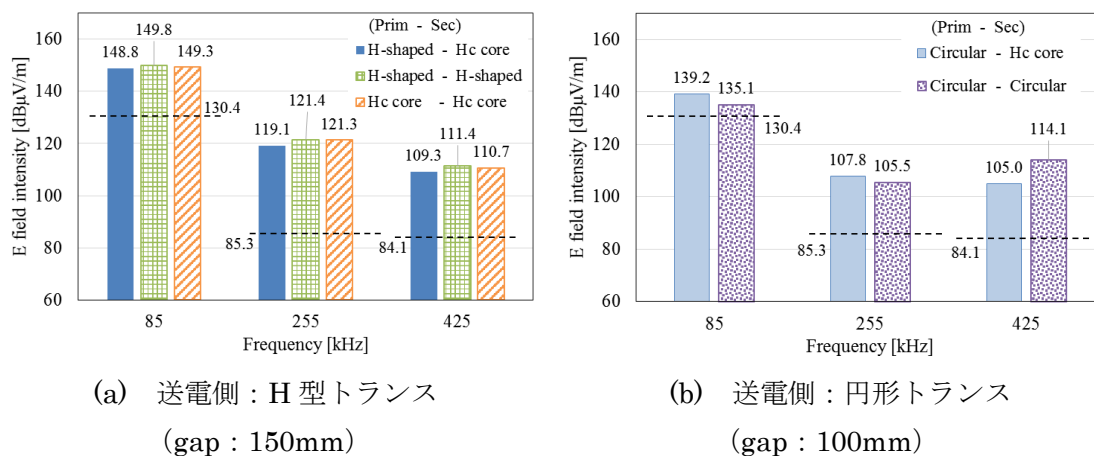 (Prim - Sec)
H-shaped - Hc core
H-shaped - H-shaped
Hc core - Hc core
E field intensity [dBμV/m]
160
140
120
100
80
60
148.8
149.8
149.3
130.4
119.1
121.4
121.3
85.3
109.3
111.4
110.7
84.1
85
255
425
Frequency [kHz]
(a) 送電側：H 型トランス
(gap：150mm)
(Prim - Sec)
Circular - Hc core
Circular - Circular
E field intensity [dBμV/m]
160
140
120
100
80
60
139.2
135.1
130.4
107.8
105.5
85.3
105.0
114.1
84.1
85
255
425
Frequency [kHz]
(b) 送電側：円形トランス
(gap：100mm)